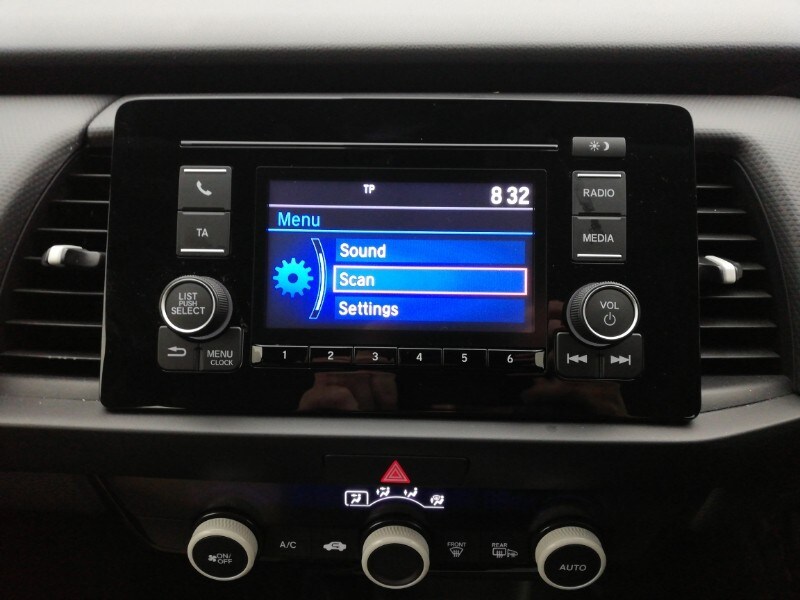 TP
8 32
RADIO
TA
Menu
MEDIA
Sound
Scan
Settings
LIST
PUSH
SELECT
VOL
MENU
CLOCK
1 2 3 4 5 6
ON/
OFF
A/C
FRONT
REAR
AUTO